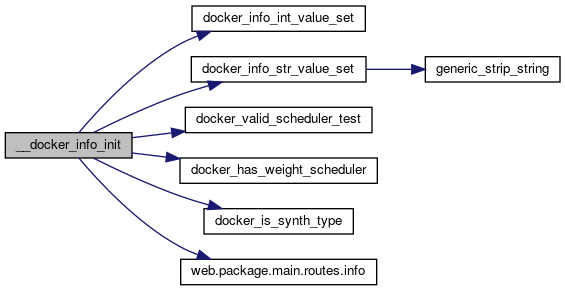 docker_info_int_value_set
docker_info_str_value_set
generic_strip_string
docker_valid_scheduler_test
__docker_info_init
docker_has_weight_scheduler
docker_is_synth_type
web.package.main.routes.info